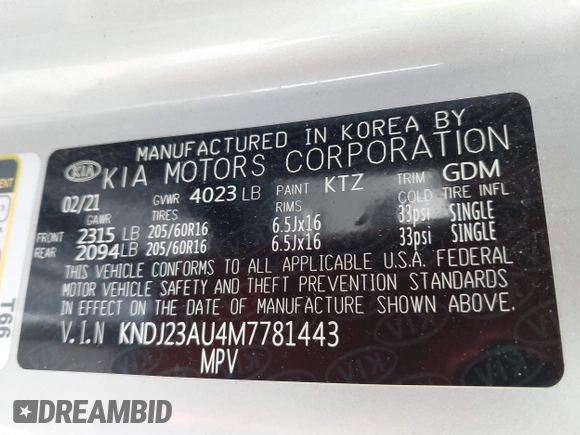 MANUFACTURED IN KOREA BY
KIA KIA MOTORS CORPORATION
02/21 GVWR 4023 LB PAINT KTZ TRIM GDM
GAWR TIRES RIMS COLD TIRE INFL
FRONT 2315 LB 205/60R16 6.5Jx16 33psi SINGLE
REAR 2094 LB 205/60R16 6.5Jx16 33psi SINGLE
THIS VEHICLE CONFORMS TO ALL APPLICABLE U.S.A. FEDERAL
MOTOR VEHICLE SAFETY AND THEFT PREVENTION STANDARDS
IN EFFECT ON THE DATE OF MANUFACTURE SHOWN ABOVE.
V.I.N KNDJ23AU4M7781443
MPV
T66
DREAMBID